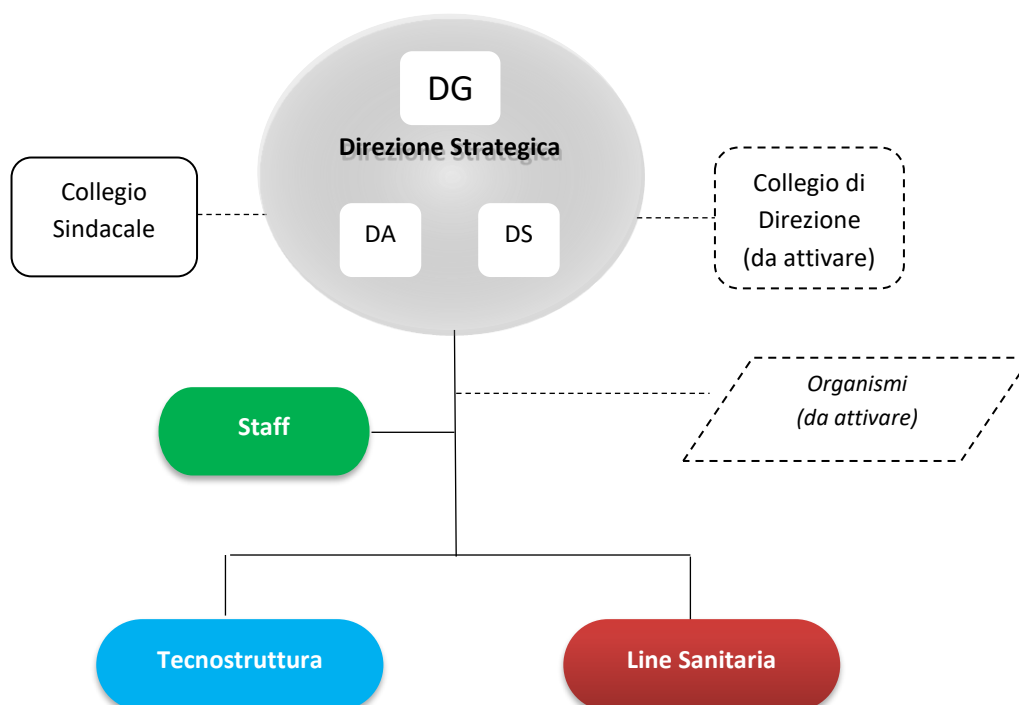 DG
Direzione Strategica
Collegio
Sindacale
DA
DS
Collegio di
Direzione
(da attivare)
Organismi
(da attivare)
Staff
Tecnostruttura
Line Sanitaria